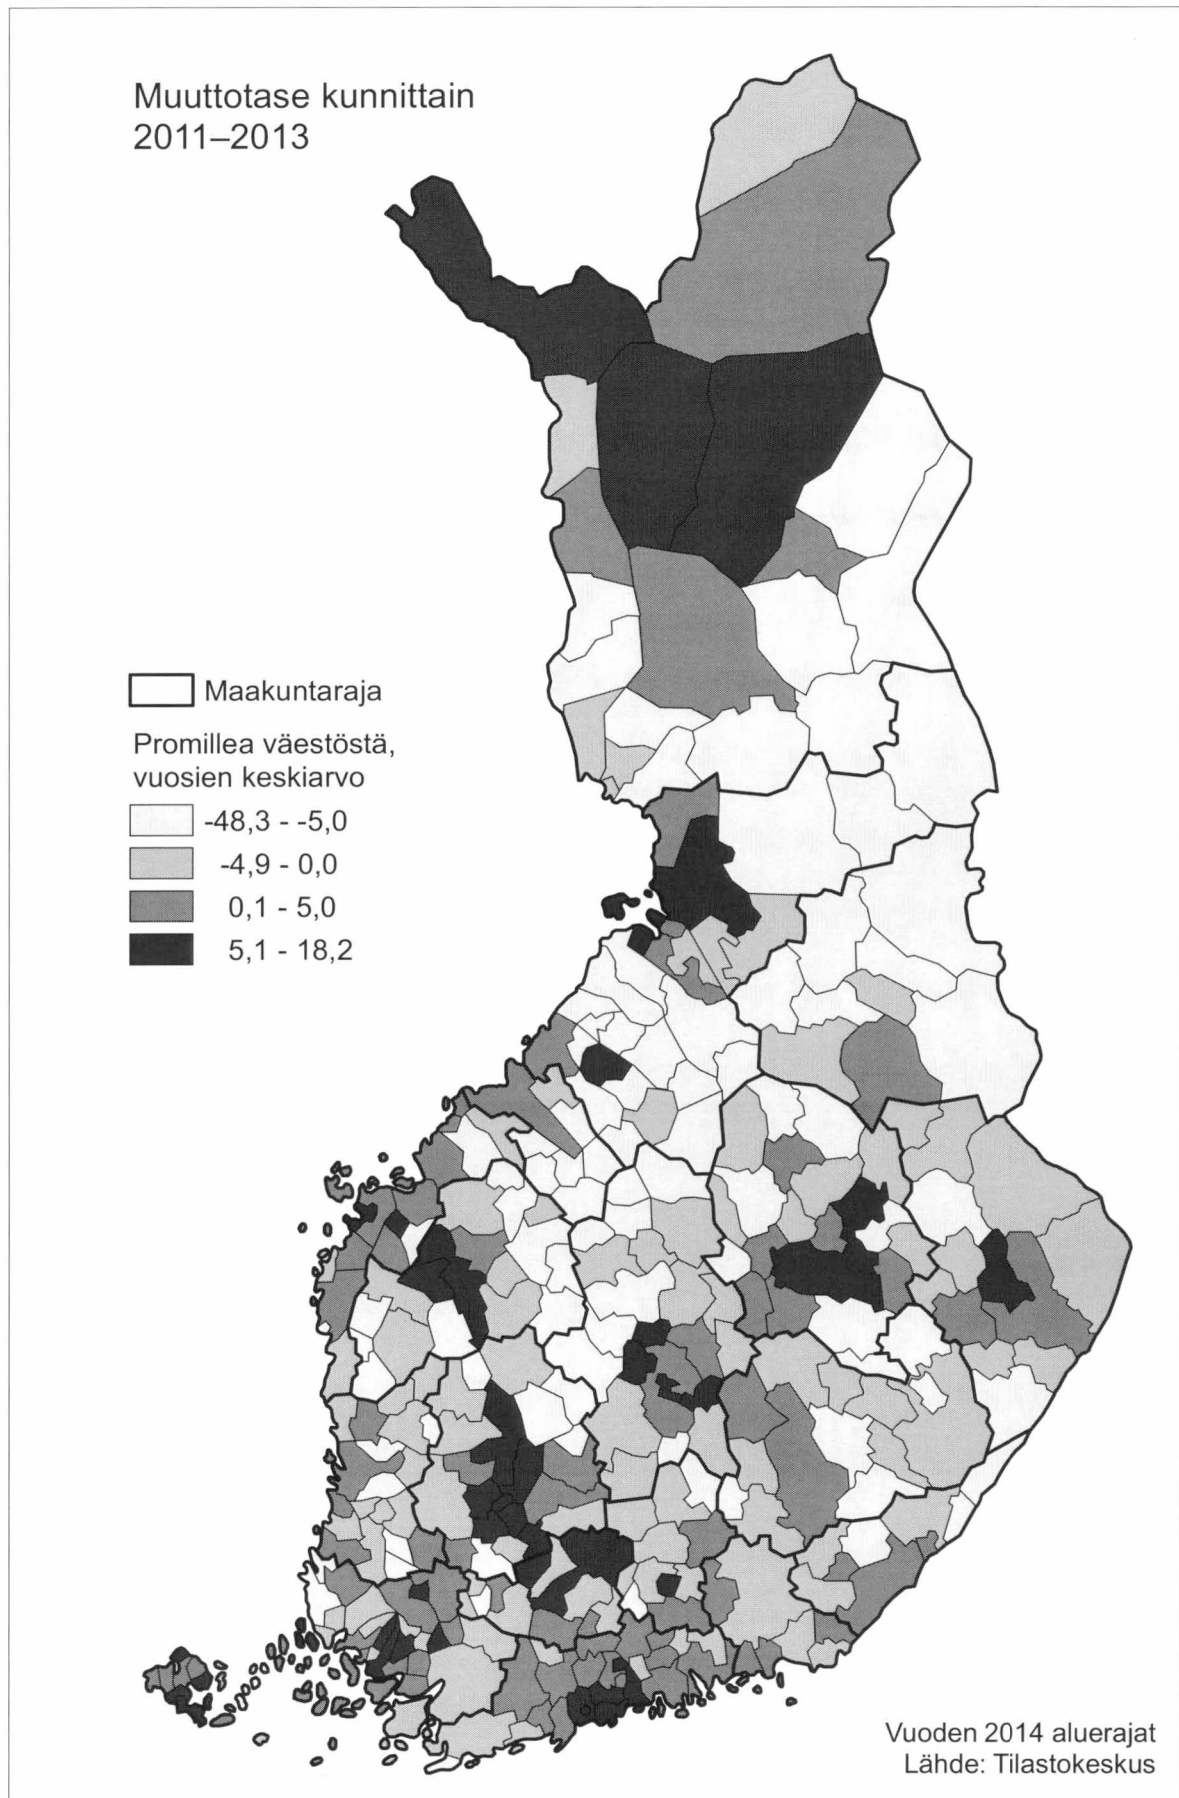 Muuttotase kunnittain
2011–2013
Maakuntaraja
Promillea väestöstä,
vuosien keskiarvo
-48,3 - -5,0
-4,9 - 0,0
0,1 - 5,0
5,1 - 18,2
Vuoden 2014 aluerajat
Lähde: Tilastokeskus